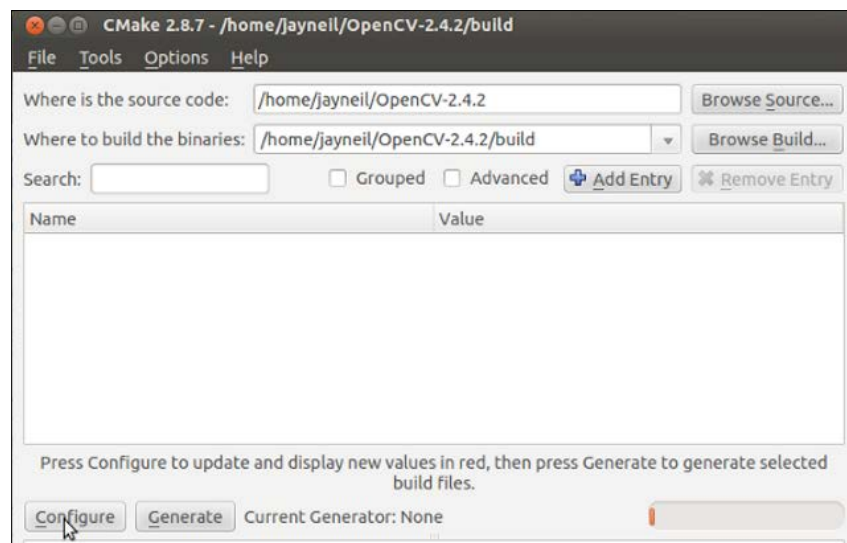 CMake 2.8.7 - /home/jayneil/OpenCV-2.4.2/build
File Tools Options Help
Where is the source code: /home/jayneil/OpenCV-2.4.2 Browse Source...
Where to build the binaries: /home/jayneil/OpenCV-2.4.2/build Browse Build...
Search: Grouped Advanced Add Entry Remove Entry
Name Value
Press Configure to update and display new values in red, then press Generate to generate selected
build files.
Configure Generate Current Generator: None